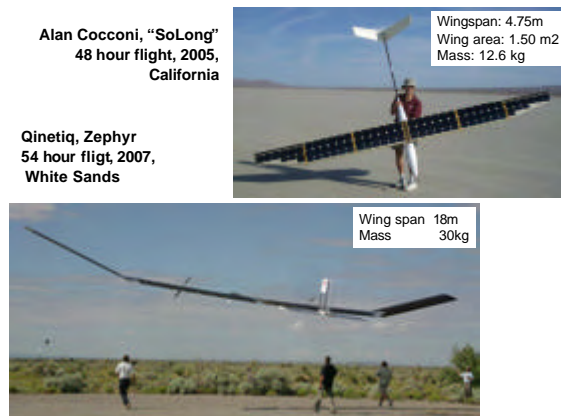 Alan Cocconi, “SoLong”
48 hour flight, 2005,
California
Wingspan: 4.75m
Wing area: 1.50 m2
Mass: 12.6 kg
Qinetiq, Zephyr
54 hour fligt, 2007,
White Sands
Wing span 18m
Mass 30kg